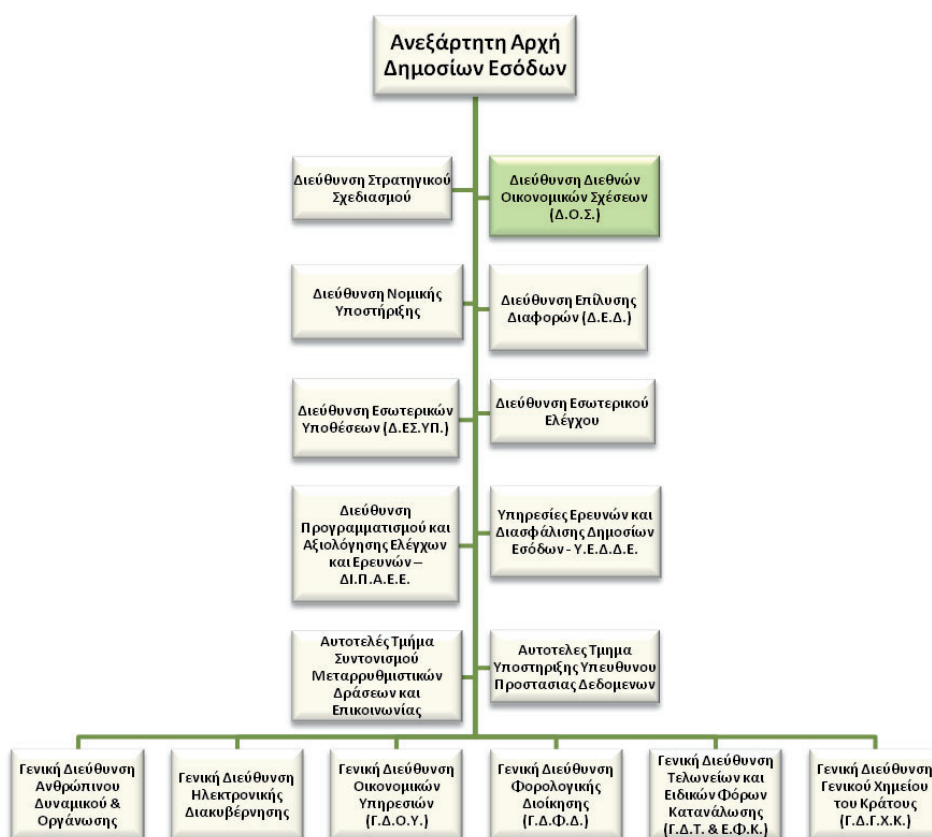 Ανεξάρτητη Αρχή
Δημοσίων Εσόδων
Διεύθυνση Στρατηγικού
Σχεδιασμού
Διεύθυνση Διεθνών
Οικονομικών Σχέσεων
(Δ.Ο.Σ.)
Διεύθυνση Νομικής
Υποστήριξης
Διεύθυνση Επίλυσης
Διαφορών (Δ.Ε.Δ.)
Διεύθυνση Εσωτερικών
Υποθέσεων (Δ.ΕΣ.ΥΠ.)
Διεύθυνση Εσωτερικού
Ελέγχου
Διεύθυνση
Προγραμματισμού και
Αξιολόγησης Ελέγχων
και Ερευνών –
ΔΙ.Π.Α.Ε.Ε.
Υπηρεσίες Ερευνών και
Διασφάλισης Δημοσίων
Εσόδων - Υ.Ε.Δ.Δ.Ε.
Αυτοτελές Τμήμα
Συντονισμού
Μεταρρυθμιστικών
Δράσεων και
Επικοινωνίας
Αυτοτελες Τμημα
Υποστηριξης Υπευθυνου
Προστασιας Δεδομενων
Γενική Διεύθυνση
Ανθρώπινου
Δυναμικού &
Οργάνωσης
Γενική Διεύθυνση
Ηλεκτρονικής
Διακυβέρνησης
Γενική Διεύθυνση
Οικονομικών
Υπηρεσιών
(Γ.Δ.Ο.Υ.)
Γενική Διεύθυνση
Φορολογικής
Διοίκησης
(Γ.Δ.Φ.Δ.)
Γενική Διεύθυνση
Τελωνείων και
Ειδικών Φόρων
Κατανάλωσης
(Γ.Δ.Τ. & Ε.Φ.Κ.)
Γενική Διεύθυνση
Γενικού Χημείου
του Κράτους
(Γ.Δ.Γ.Χ.Κ.)